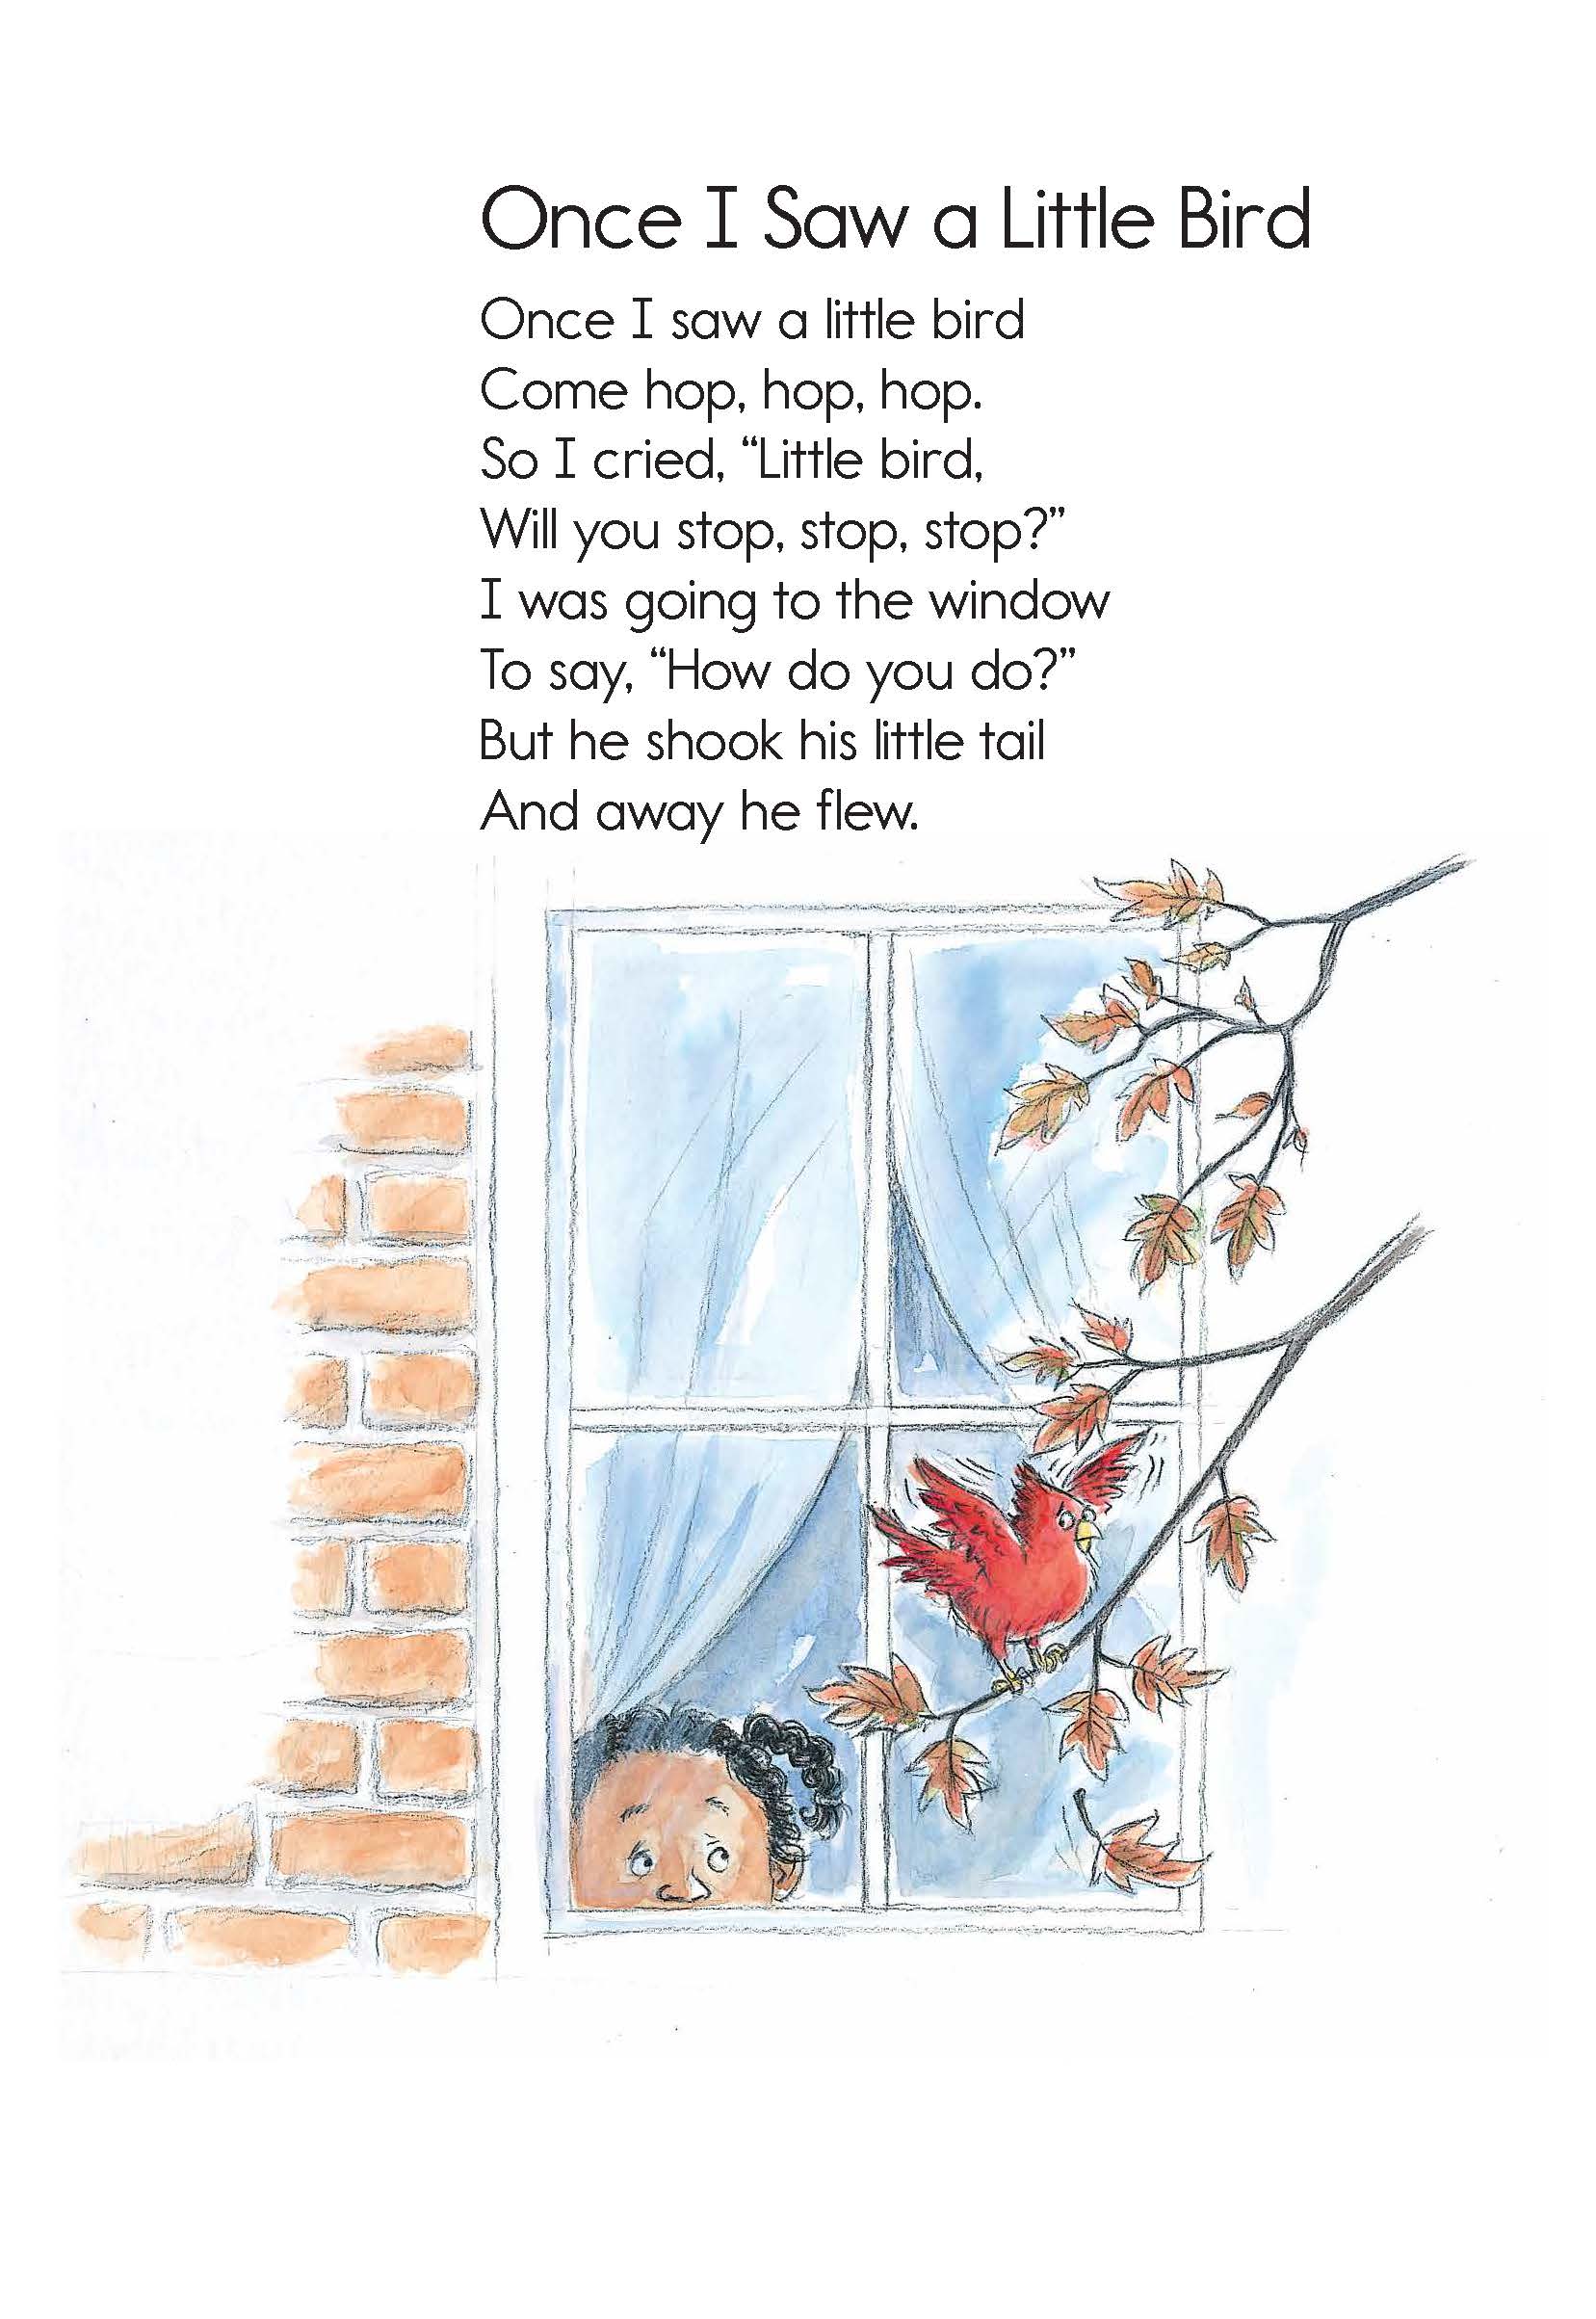 Once I Saw a Little Bird
Once I saw a little bird
Come hop, hop, hop.
So I cried, “Little bird,
Will you stop, stop, stop?”
I was going to the window
To say, “How do you do?”
But he shook his little tail
And away he flew.